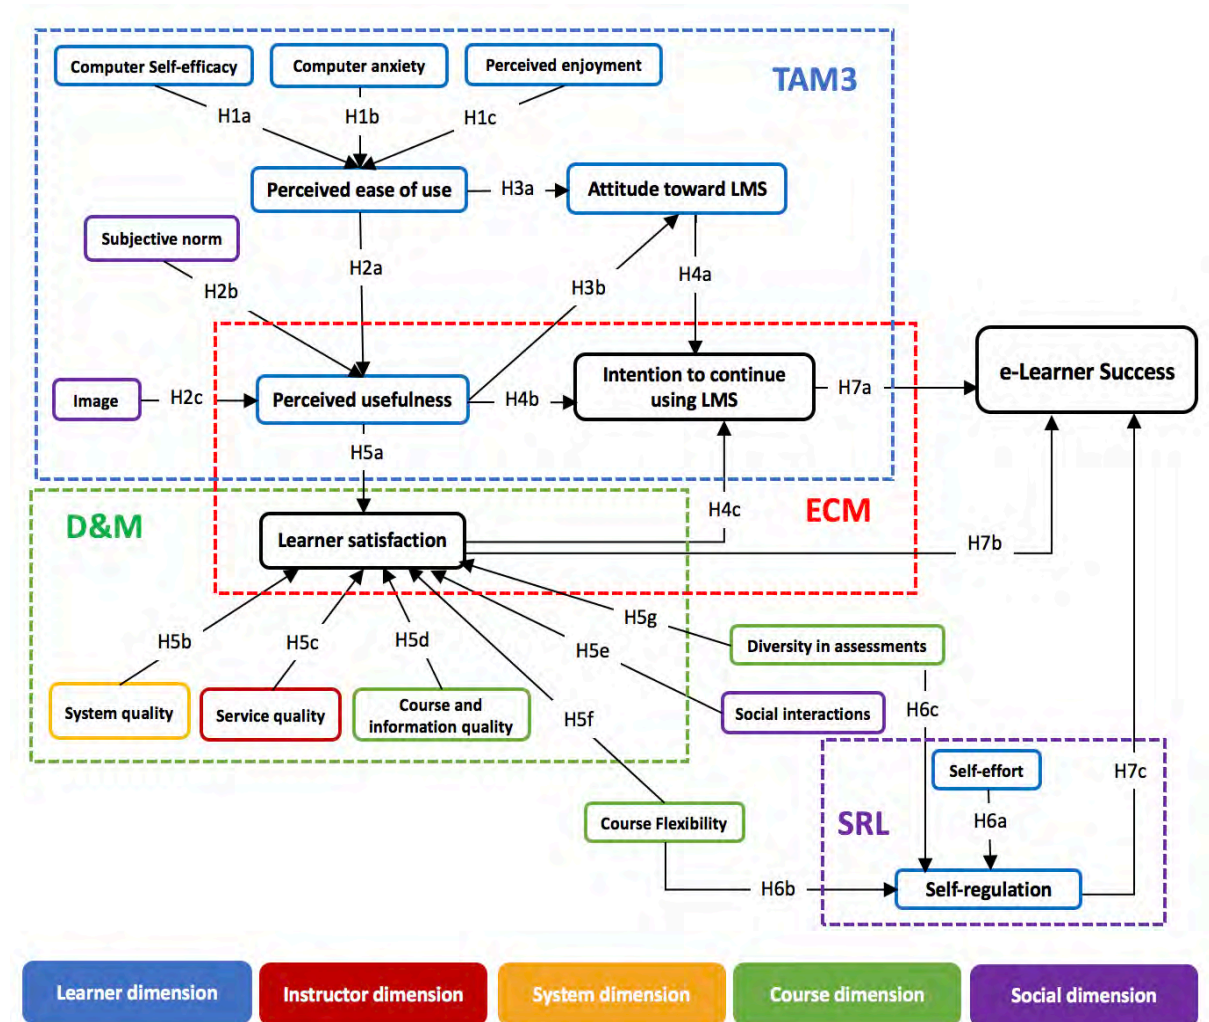 Computer Self-efficacy
Computer anxiety
Perceived enjoyment
TAM3
H1a
H1b
H1c
Perceived ease of use
H3a
Attitude toward LMS
Subjective norm
H2a
H4a
H2b
H3b
Image
H2c
Perceived usefulness
H4b
Intention to continue
using LMS
H7a
e-Learner Success
H5a
D&M
ECM
H4c
Learner satisfaction
H7b
H5b
H5c
H5d
H5e
H5g
Diversity in assessments
System quality
Service quality
Course and
information quality
H5f
Social interactions
H6c
Self-effort
H7c
Course Flexibility
SRL
H6a
H6b
Self-regulation
Learner dimension
Instructor dimension
System dimension
Course dimension
Social dimension